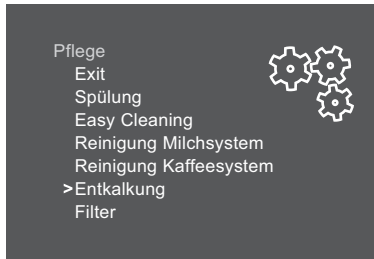 Pflege
Exit
Spülung
Easy Cleaning
Reinigung Milchsystem
Reinigung Kaffeesystem
>Entkalkung
Filter